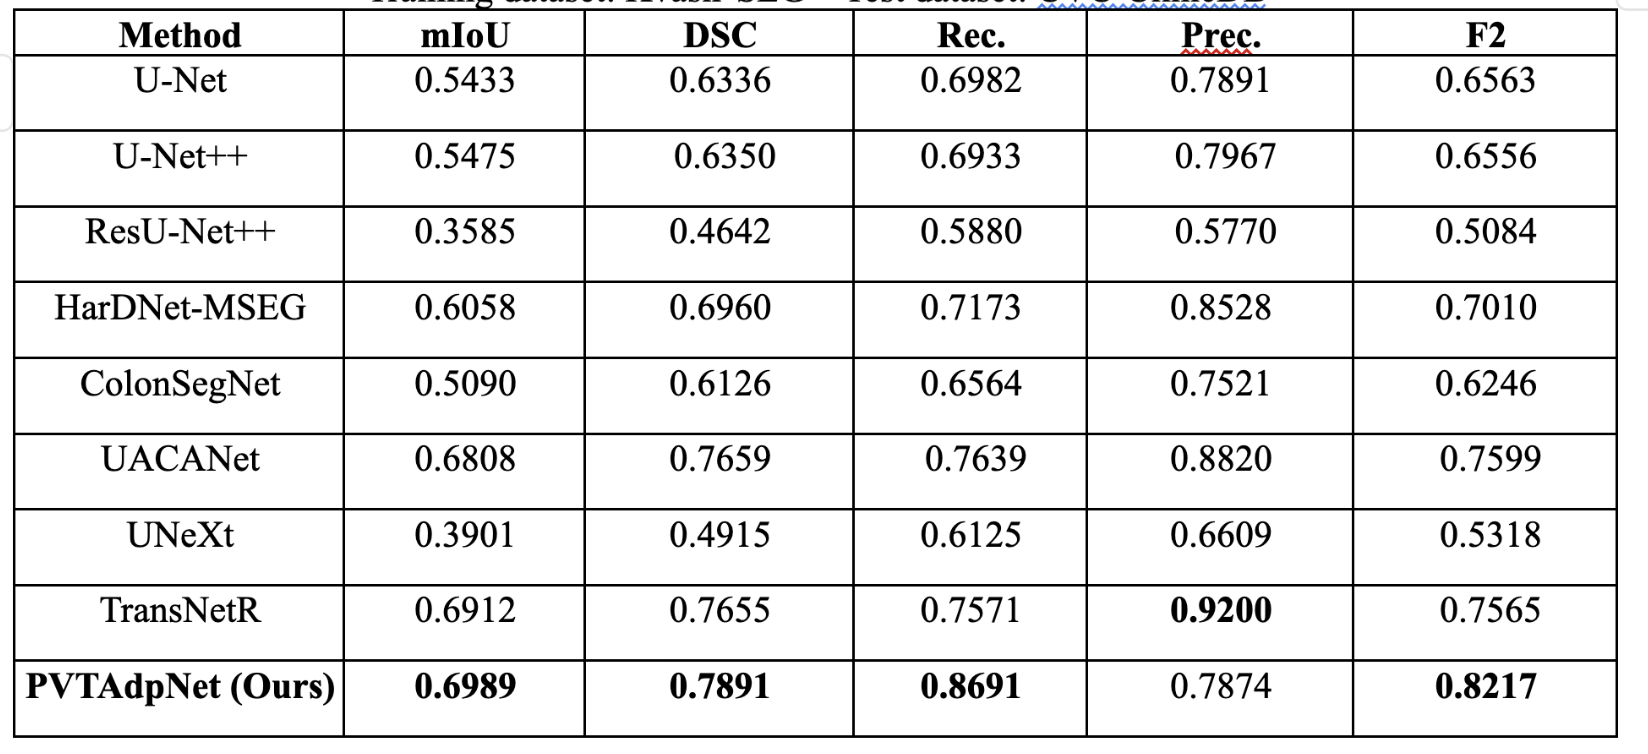 Method mIoU DSC Rec. Prec. F2
U-Net 0.5433 0.6336 0.6982 0.7891 0.6563
U-Net++ 0.5475 0.6350 0.6933 0.7967 0.6556
ResU-Net++ 0.3585 0.4642 0.5880 0.5770 0.5084
HarDNet-MSEG 0.6058 0.6960 0.7173 0.8528 0.7010
ColonSegNet 0.5090 0.6126 0.6564 0.7521 0.6246
UACANet 0.6808 0.7659 0.7639 0.8820 0.7599
UNeXt 0.3901 0.4915 0.6125 0.6609 0.5318
TransNetR 0.6912 0.7655 0.7571 0.9200 0.7565
PVTAdpNet (Ours) 0.6989 0.7891 0.8691 0.7874 0.8217